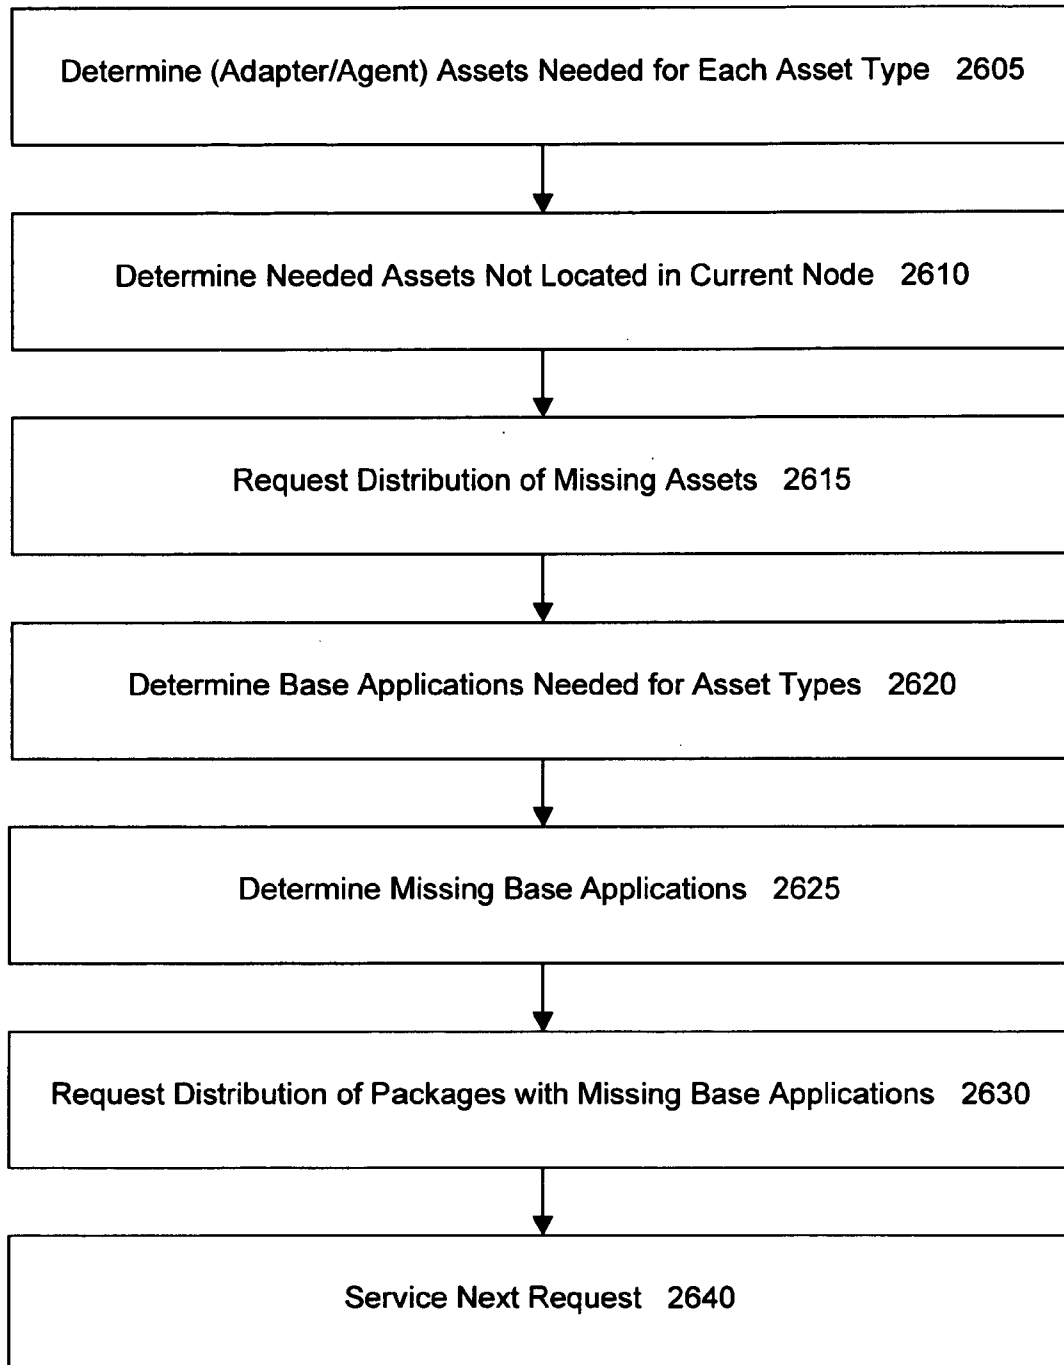 Determine (Adapter/Agent) Assets Needed for Each Asset Type 2605
Determine Needed Assets Not Located in Current Node 2610
Request Distribution of Missing Assets 2615
Determine Base Applications Needed for Asset Types 2620
Determine Missing Base Applications 2625
Request Distribution of Packages with Missing Base Applications 2630
Service Next Request 2640